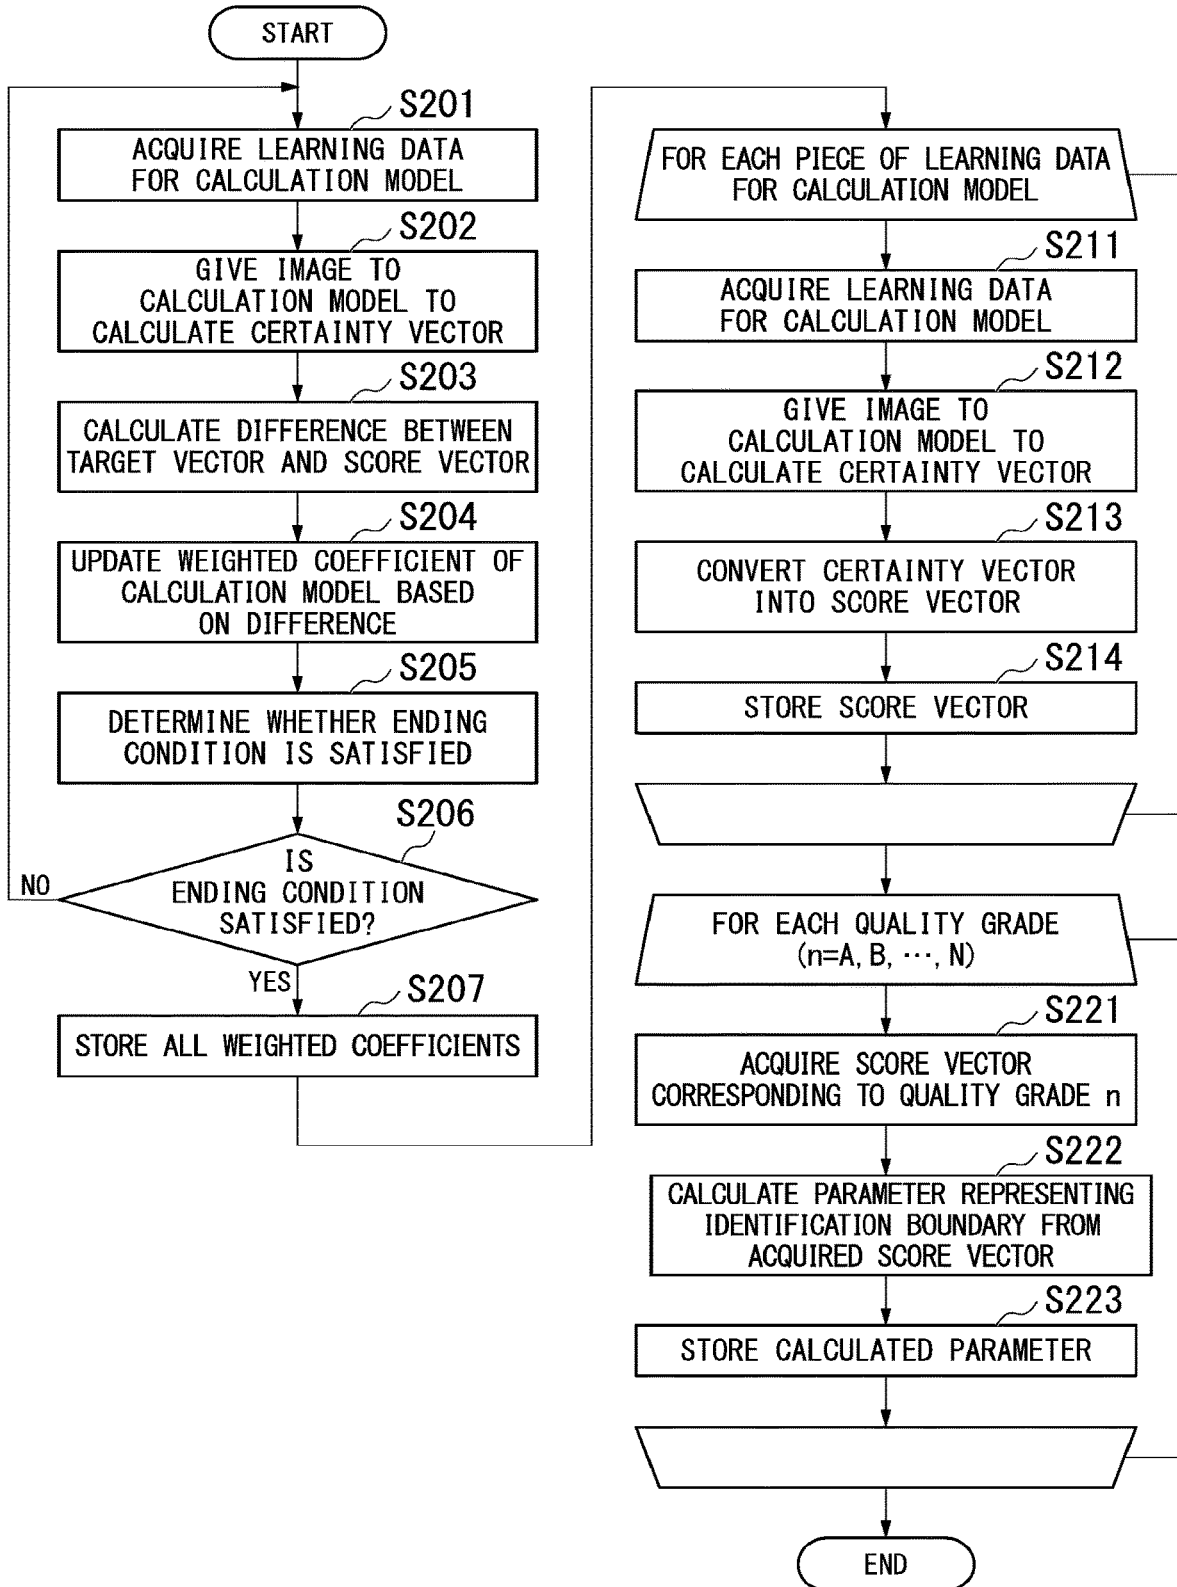 START
S201
ACQUIRE LEARNING DATA
FOR CALCULATION MODEL
S202
GIVE IMAGE TO
CALCULATION MODEL TO
CALCULATE CERTAINTY VECTOR
S203
CALCULATE DIFFERENCE BETWEEN
TARGET VECTOR AND SCORE VECTOR
S204
UPDATE WEIGHTED COEFFICIENT OF
CALCULATION MODEL BASED
ON DIFFERENCE
S205
DETERMINE WHETHER ENDING
CONDITION IS SATISFIED
S206
IS
ENDING CONDITION
SATISFIED?
NO
YES
S207
STORE ALL WEIGHTED COEFFICIENTS
FOR EACH PIECE OF LEARNING DATA
FOR CALCULATION MODEL
S211
ACQUIRE LEARNING DATA
FOR CALCULATION MODEL
S212
GIVE IMAGE TO
CALCULATION MODEL TO
CALCULATE CERTAINTY VECTOR
S213
CONVERT CERTAINTY VECTOR
INTO SCORE VECTOR
S214
STORE SCORE VECTOR
FOR EACH QUALITY GRADE
(n=A, B, ···, N)
S221
ACQUIRE SCORE VECTOR
CORRESPONDING TO QUALITY GRADE n
S222
CALCULATE PARAMETER REPRESENTING
IDENTIFICATION BOUNDARY FROM
ACQUIRED SCORE VECTOR
S223
STORE CALCULATED PARAMETER
END